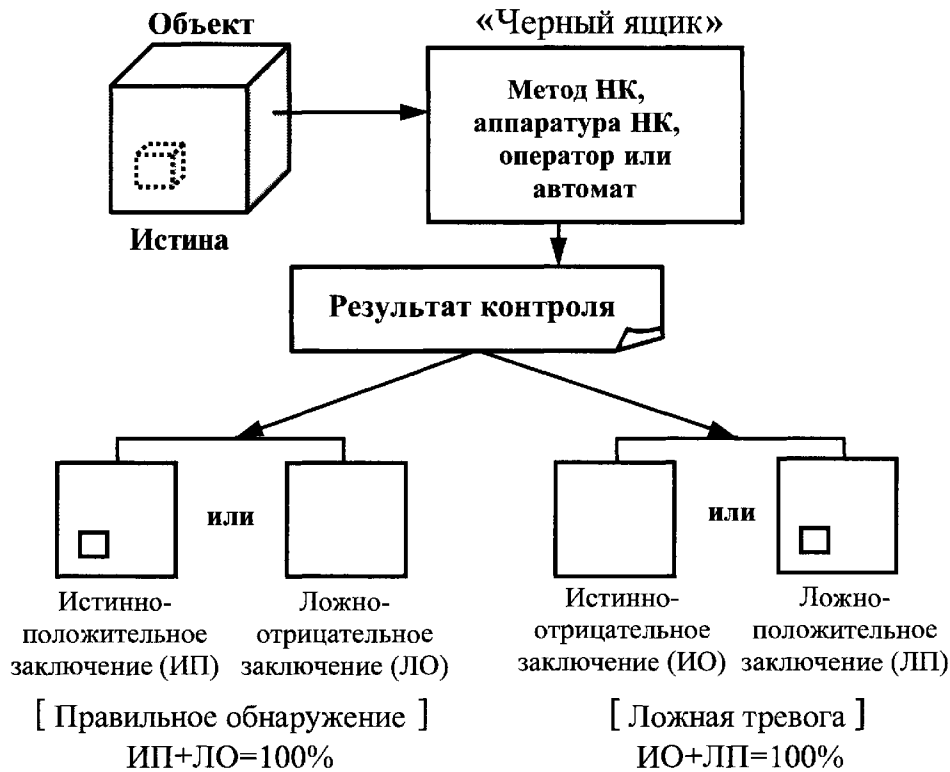 Объект
«Черный ящик»
Метод НК,
аппаратура НК,
оператор или
автомат
Истина
Результат контроля
или
или
Истинно-
положительное
заключение (ИП)
Ложно-
отрицательное
заключение (ЛО)
Истинно-
отрицательное
заключение (ИО)
Ложно-
положительное
заключение (ЛП)
[ Правильное обнаружение ]
ИП+ЛО=100%
[ Ложная тревога ]
ИО+ЛП=100%